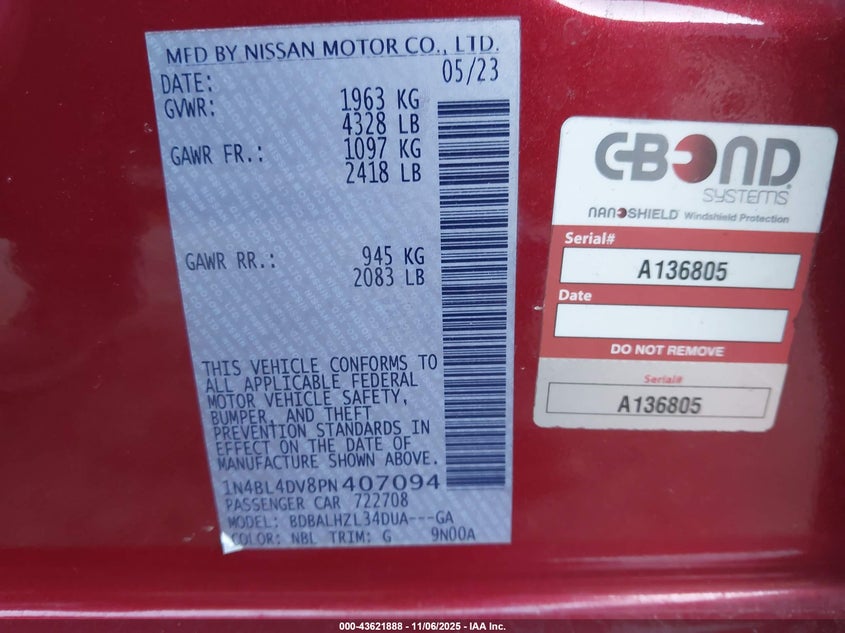 MFD BY NISSAN MOTOR CO., LTD.
DATE: 05/23
GVWR: 1963 KG
4328 LB
GAWR FR.: 1097 KG
2418 LB
GAWR RR.: 945 KG
2083 LB
THIS VEHICLE CONFORMS TO
ALL APPLICABLE FEDERAL
MOTOR VEHICLE SAFETY,
BUMPER, AND THEFT
PREVENTION STANDARDS IN
EFFECT ON THE DATE OF
MANUFACTURE SHOWN ABOVE.
1N4BL4DV8PN407094
PASSENGER CAR 722708
MODEL: BDBALHZL34DUA---GA
COLOR: NBL TRIM: G 9N00A
C-BOND
SYSTEMS®
NANOSHIELD Windshield Protection
Serial#
A136805
Date
DO NOT REMOVE
Serial#
A136805
000-43621888 - 11/06/2025 - IAA Inc.